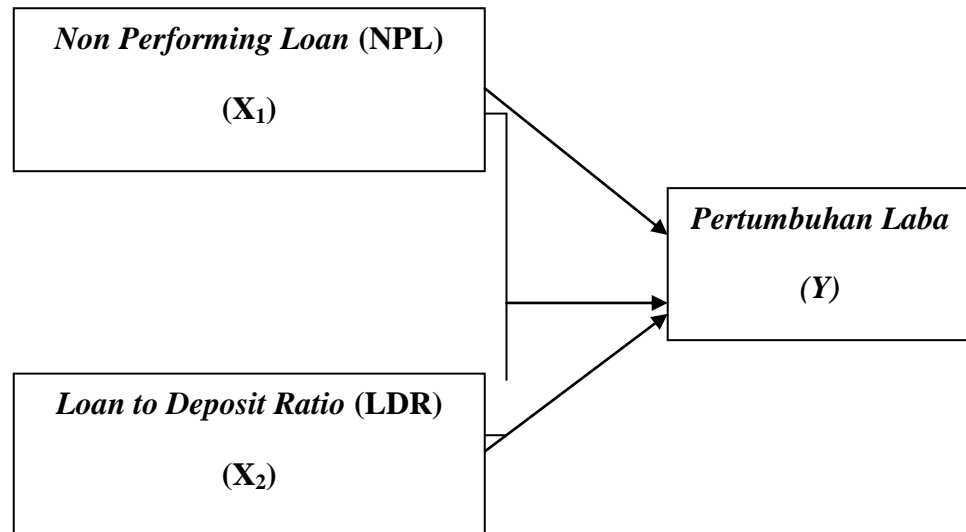 Non Performing Loan (NPL)
(X₁)
Pertumbuhan Laba
(Y)
Loan to Deposit Ratio (LDR)
(X₂)